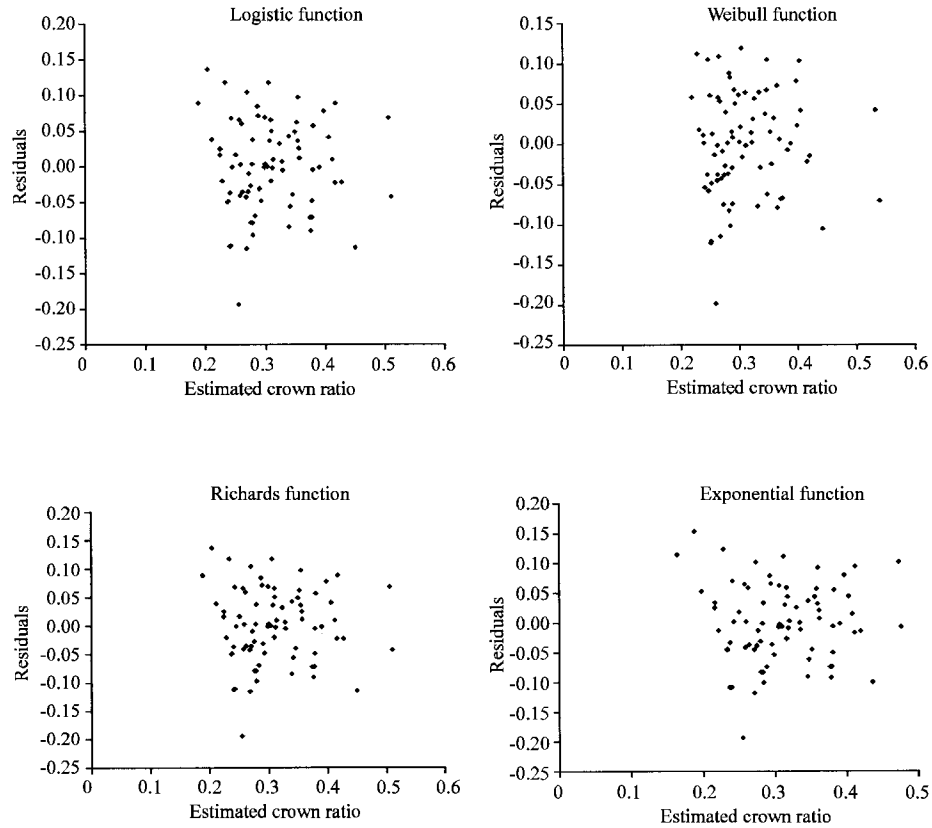 Logistic function
0.20
0.15
0.10
0.05
0.00
-0.05
-0.10
-0.15
-0.20
-0.25
Residuals
0 0.1 0.2 0.3 0.4 0.5 0.6
Estimated crown ratio
Weibull function
0.15
0.10
0.05
0.00
-0.05
-0.10
-0.15
-0.20
-0.25
Residuals
0 0.1 0.2 0.3 0.4 0.5 0.6
Estimated crown ratio
Richards function
0.20
0.15
0.10
0.05
0.00
-0.05
-0.10
-0.15
-0.20
-0.25
Residuals
0 0.1 0.2 0.3 0.4 0.5 0.6
Estimated crown ratio
Exponential function
0.20
0.15
0.10
0.05
0.00
-0.05
-0.10
-0.15
-0.20
-0.25
Residuals
0 0.1 0.2 0.3 0.4 0.5
Estimated crown ratio